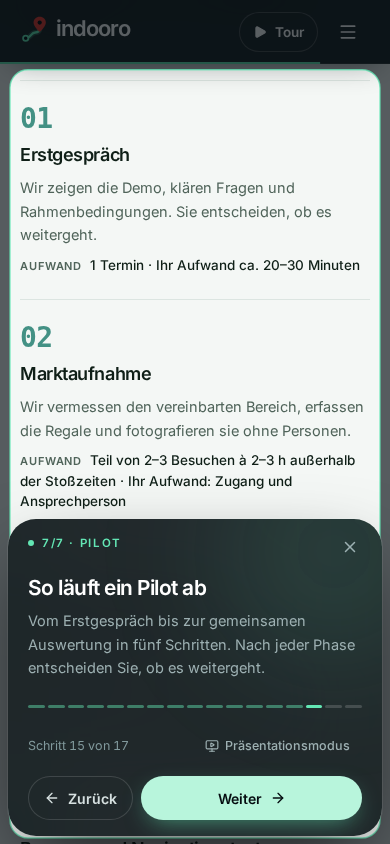 indooro
Tour
01
Erstgespräch
Wir zeigen die Demo, klären Fragen und
Rahmenbedingungen. Sie entscheiden, ob es
weitergeht.
AUFWAND 1 Termin · Ihr Aufwand ca. 20–30 Minuten
02
Marktaufnahme
Wir vermessen den vereinbarten Bereich, erfassen
die Regale und fotografieren sie ohne Personen.
AUFWAND Teil von 2–3 Besuchen à 2–3 h außerhalb
der Stoßzeiten · Ihr Aufwand: Zugang und
Ansprechperson
7/7 · PILOT
So läuft ein Pilot ab
Vom Erstgespräch bis zur gemeinsamen
Auswertung in fünf Schritten. Nach jeder Phase
entscheiden Sie, ob es weitergeht.
Schritt 15 von 17
Präsentationsmodus
Zurück
Weiter